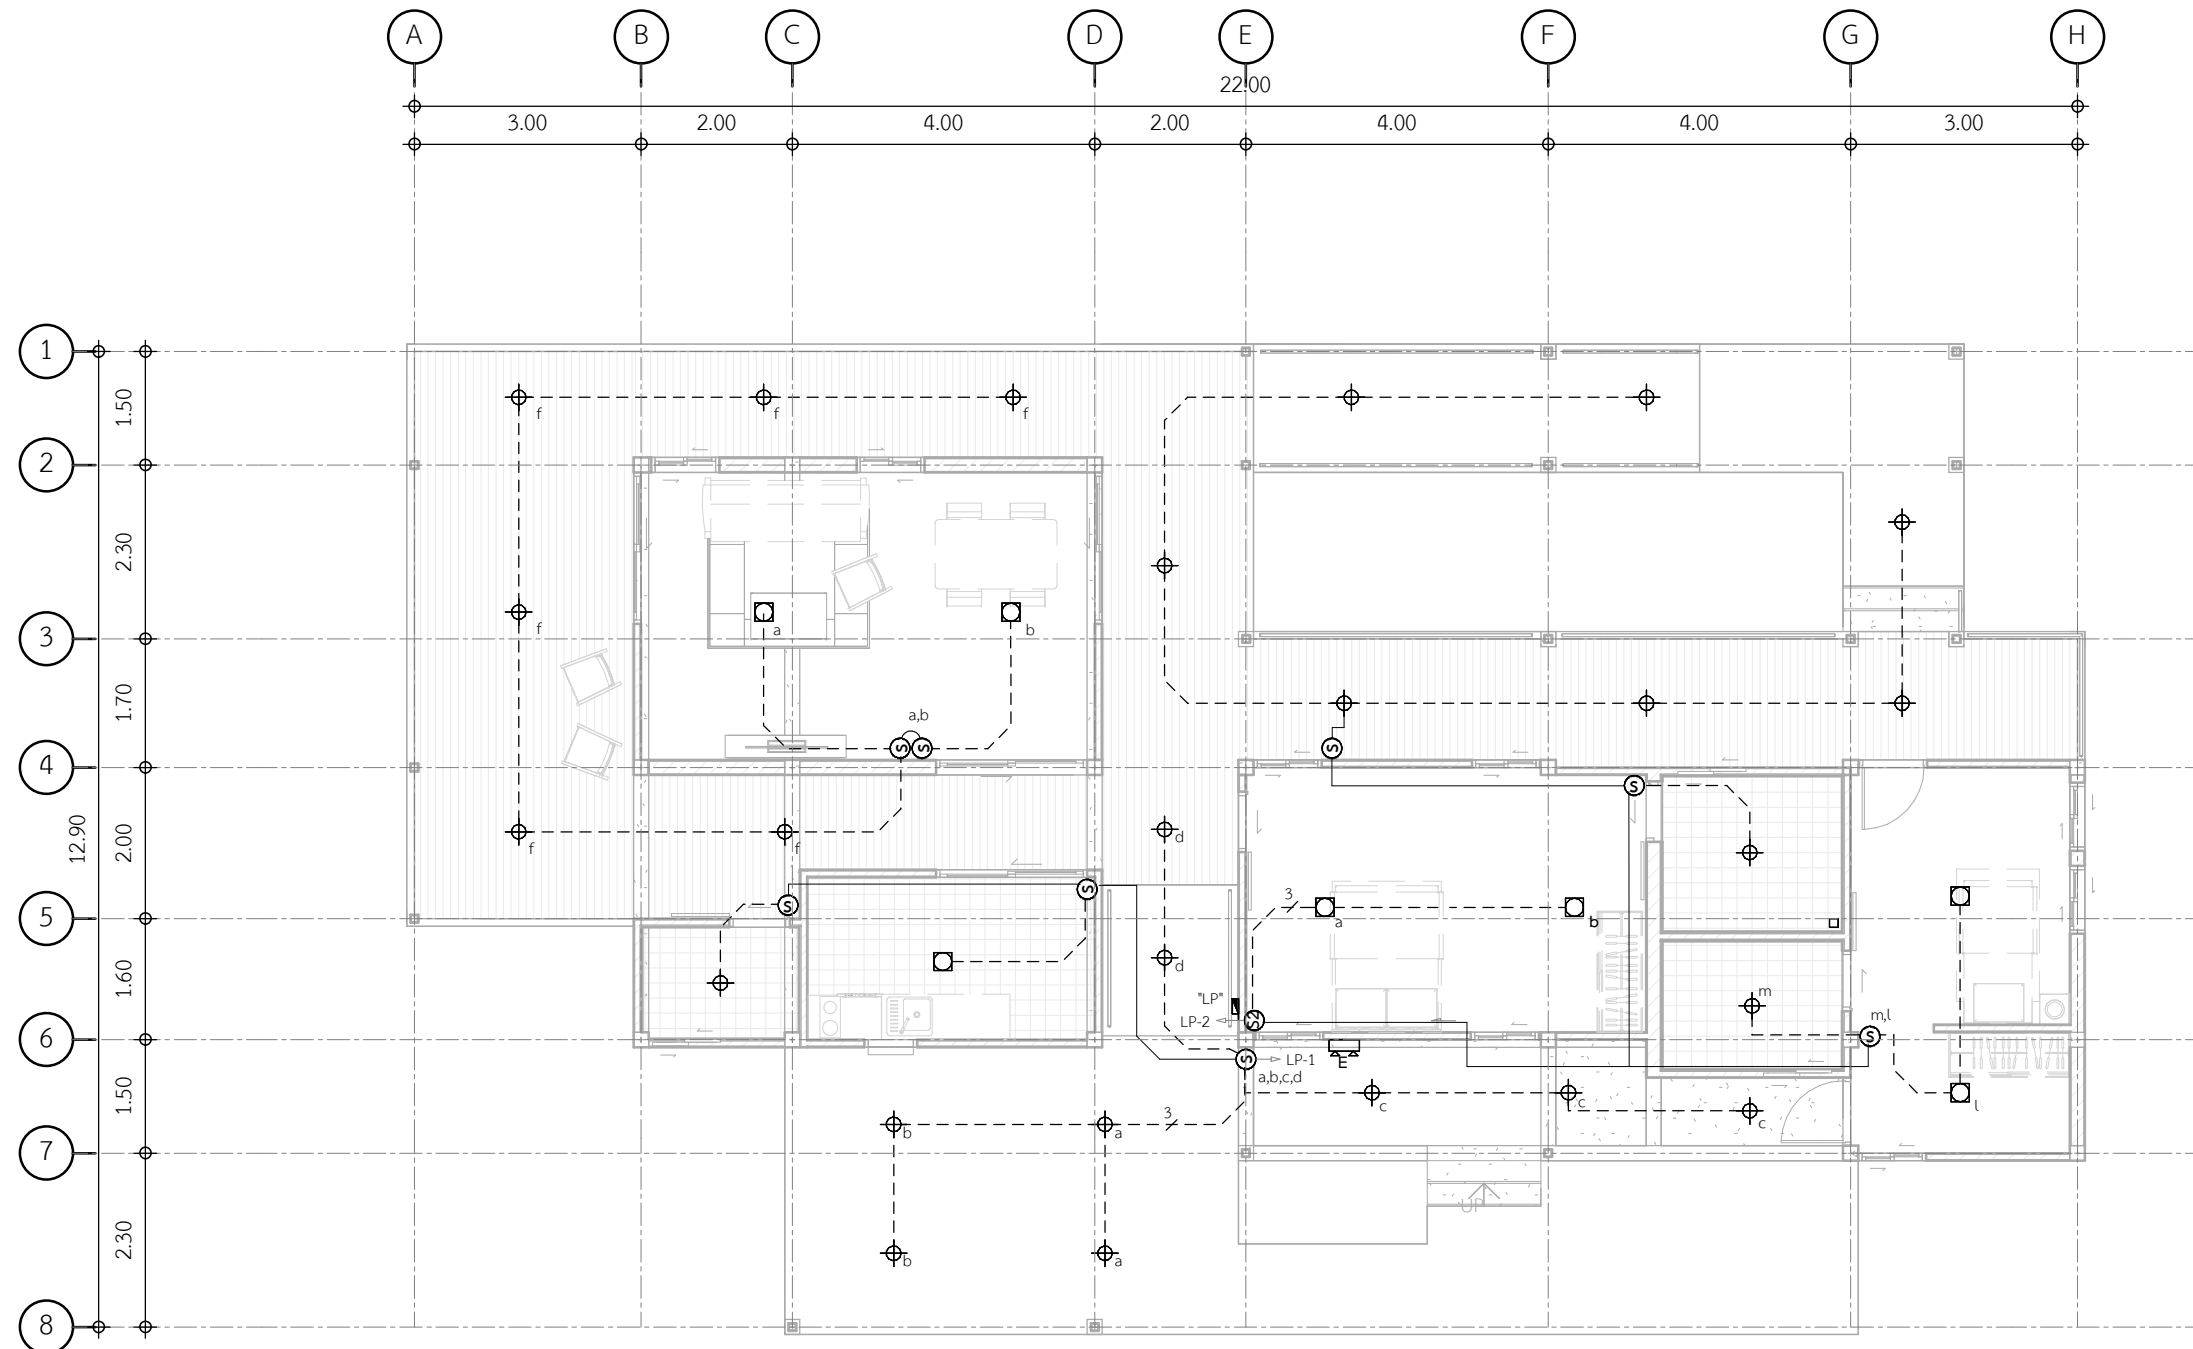 A B C D E F G H
22.00
3.00 2.00 4.00 2.00 4.00 4.00 3.00
1
1.50
f f f
2
2.30
f a b
3
1.70
a,b
S S S
4
12.90
2.00
S
f f d
S S 3 a b
5
1.60
d
"LP" m
LP-2 S2 m,l
6
S
S LP-1 E
a,b,c,d
1.50
c c l
3
b a c
7
UP
2.30
b a
8